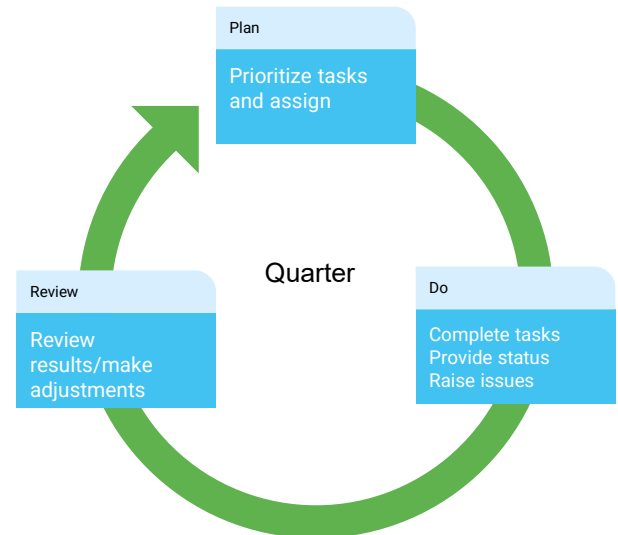 Plan
Prioritize tasks
and assign
Quarter
Review
Review
results/make
adjustments
Do
Complete tasks
Provide status
Raise issues